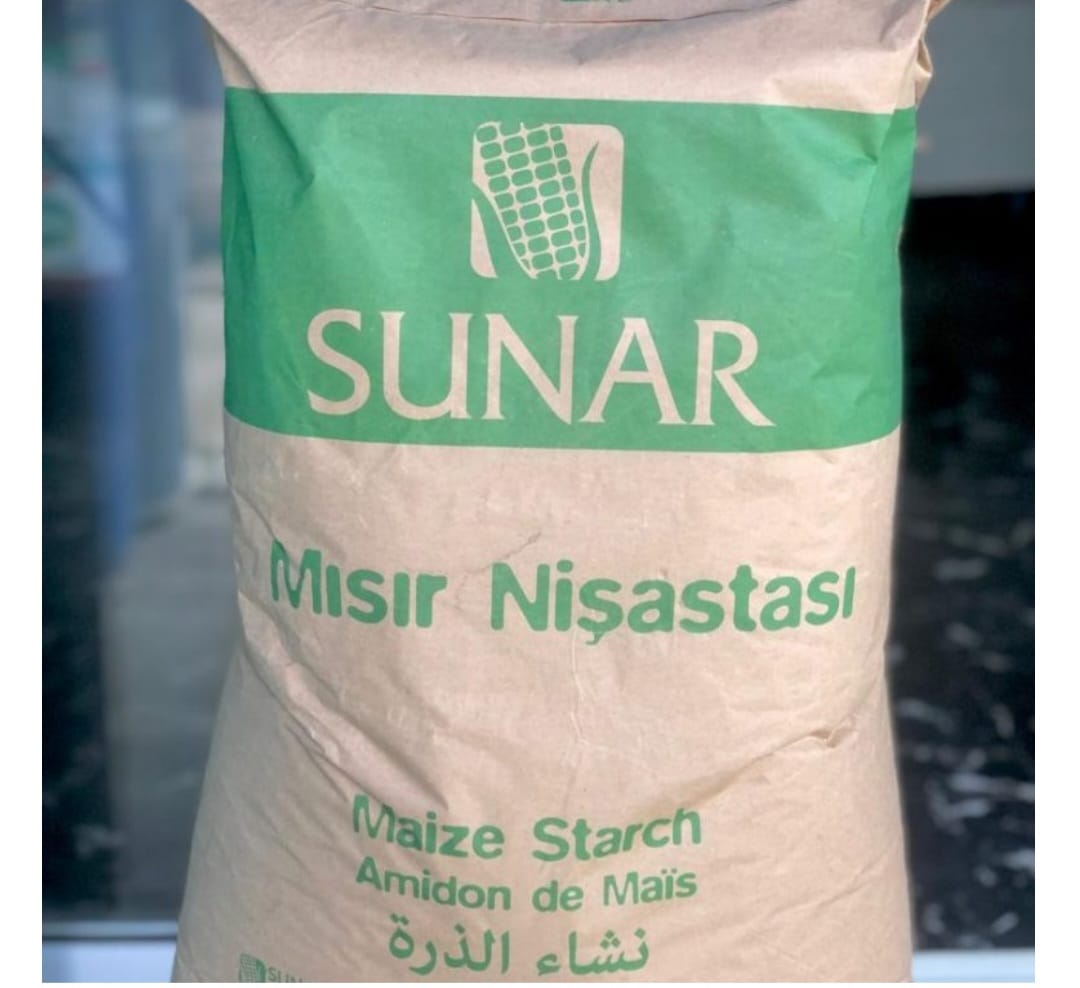 SUNAR
Mısır Nişastası
Maize Starch
Amidon de Maïs
نشاء الذرة